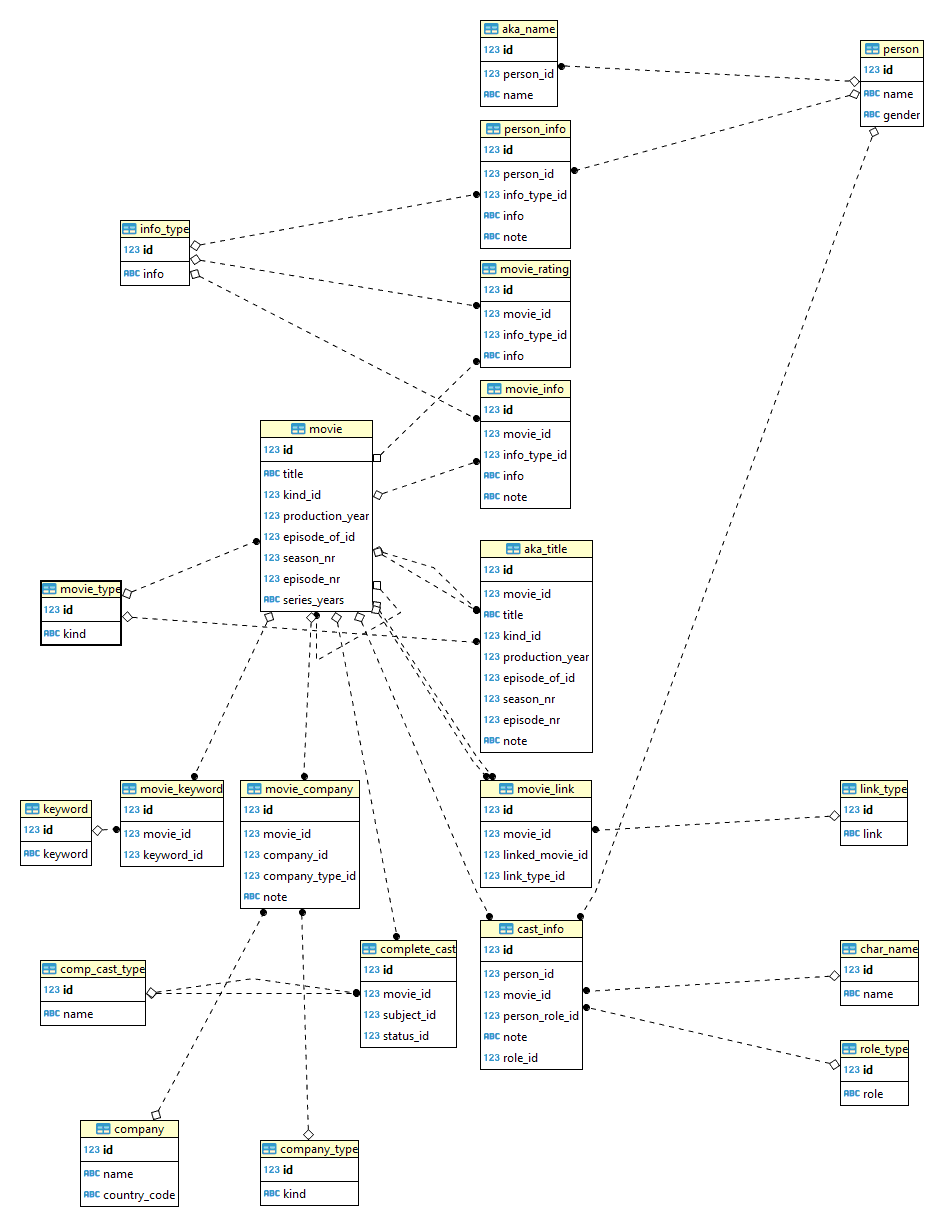 aka_name
123 id
123 person_id
ABC name
person
123 id
ABC name
ABC gender
person_info
123 id
123 person_id
123 info_type_id
ABC info
ABC note
info_type
123 id
ABC info
movie_rating
123 id
123 movie_id
123 info_type_id
ABC info
movie_info
123 id
123 movie_id
123 info_type_id
ABC info
ABC note
movie
123 id
ABC title
123 kind_id
123 production_year
123 episode_of_id
123 season_nr
123 episode_nr
ABC series_years
aka_title
123 id
123 movie_id
ABC title
123 kind_id
123 production_year
123 episode_of_id
123 season_nr
123 episode_nr
ABC note
movie_type
123 id
ABC kind
keyword
123 id
ABC keyword
movie_keyword
123 id
123 movie_id
123 keyword_id
movie_company
123 id
123 movie_id
123 company_id
123 company_type_id
ABC note
movie_link
123 id
123 movie_id
123 linked_movie_id
123 link_type_id
link_type
123 id
ABC link
comp_cast_type
123 id
ABC name
complete_cast
123 id
123 movie_id
123 subject_id
123 status_id
cast_info
123 id
123 person_id
123 movie_id
123 person_role_id
ABC note
123 role_id
char_name
123 id
ABC name
role_type
123 id
ABC role
company
123 id
ABC name
ABC country_code
company_type
123 id
ABC kind